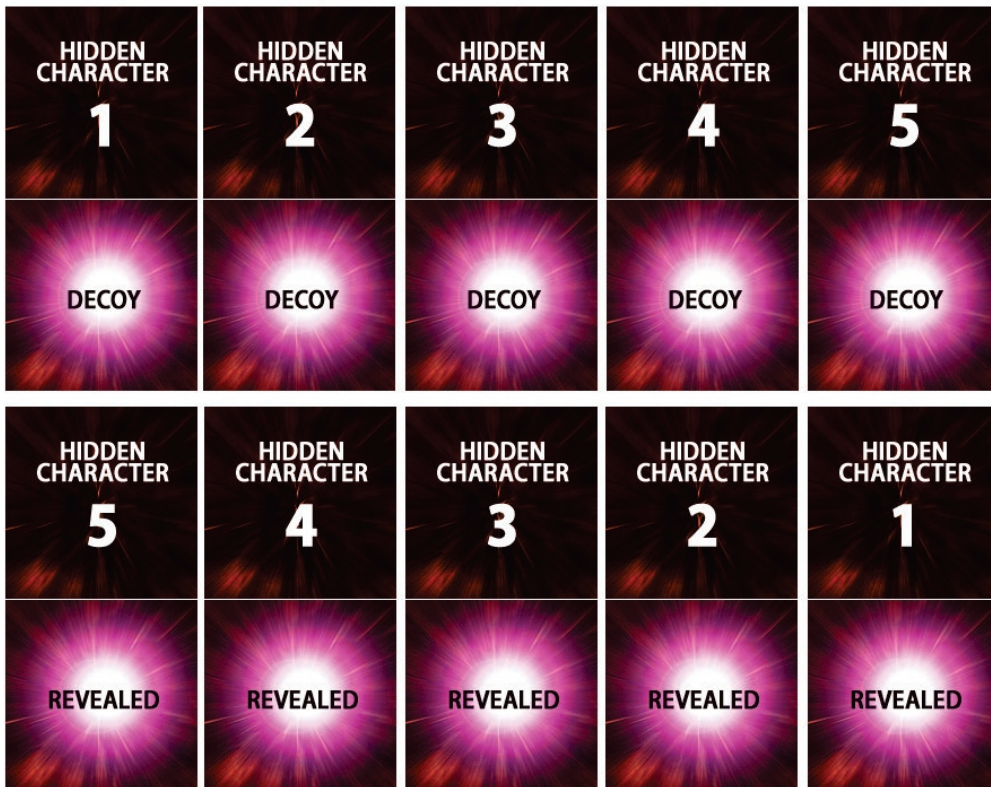 HIDDEN
CHARACTER
1
HIDDEN
CHARACTER
2
HIDDEN
CHARACTER
3
HIDDEN
CHARACTER
4
HIDDEN
CHARACTER
5
DECOY
DECOY
DECOY
DECOY
DECOY
HIDDEN
CHARACTER
5
HIDDEN
CHARACTER
4
HIDDEN
CHARACTER
3
HIDDEN
CHARACTER
2
HIDDEN
CHARACTER
1
REVEALED
REVEALED
REVEALED
REVEALED
REVEALED